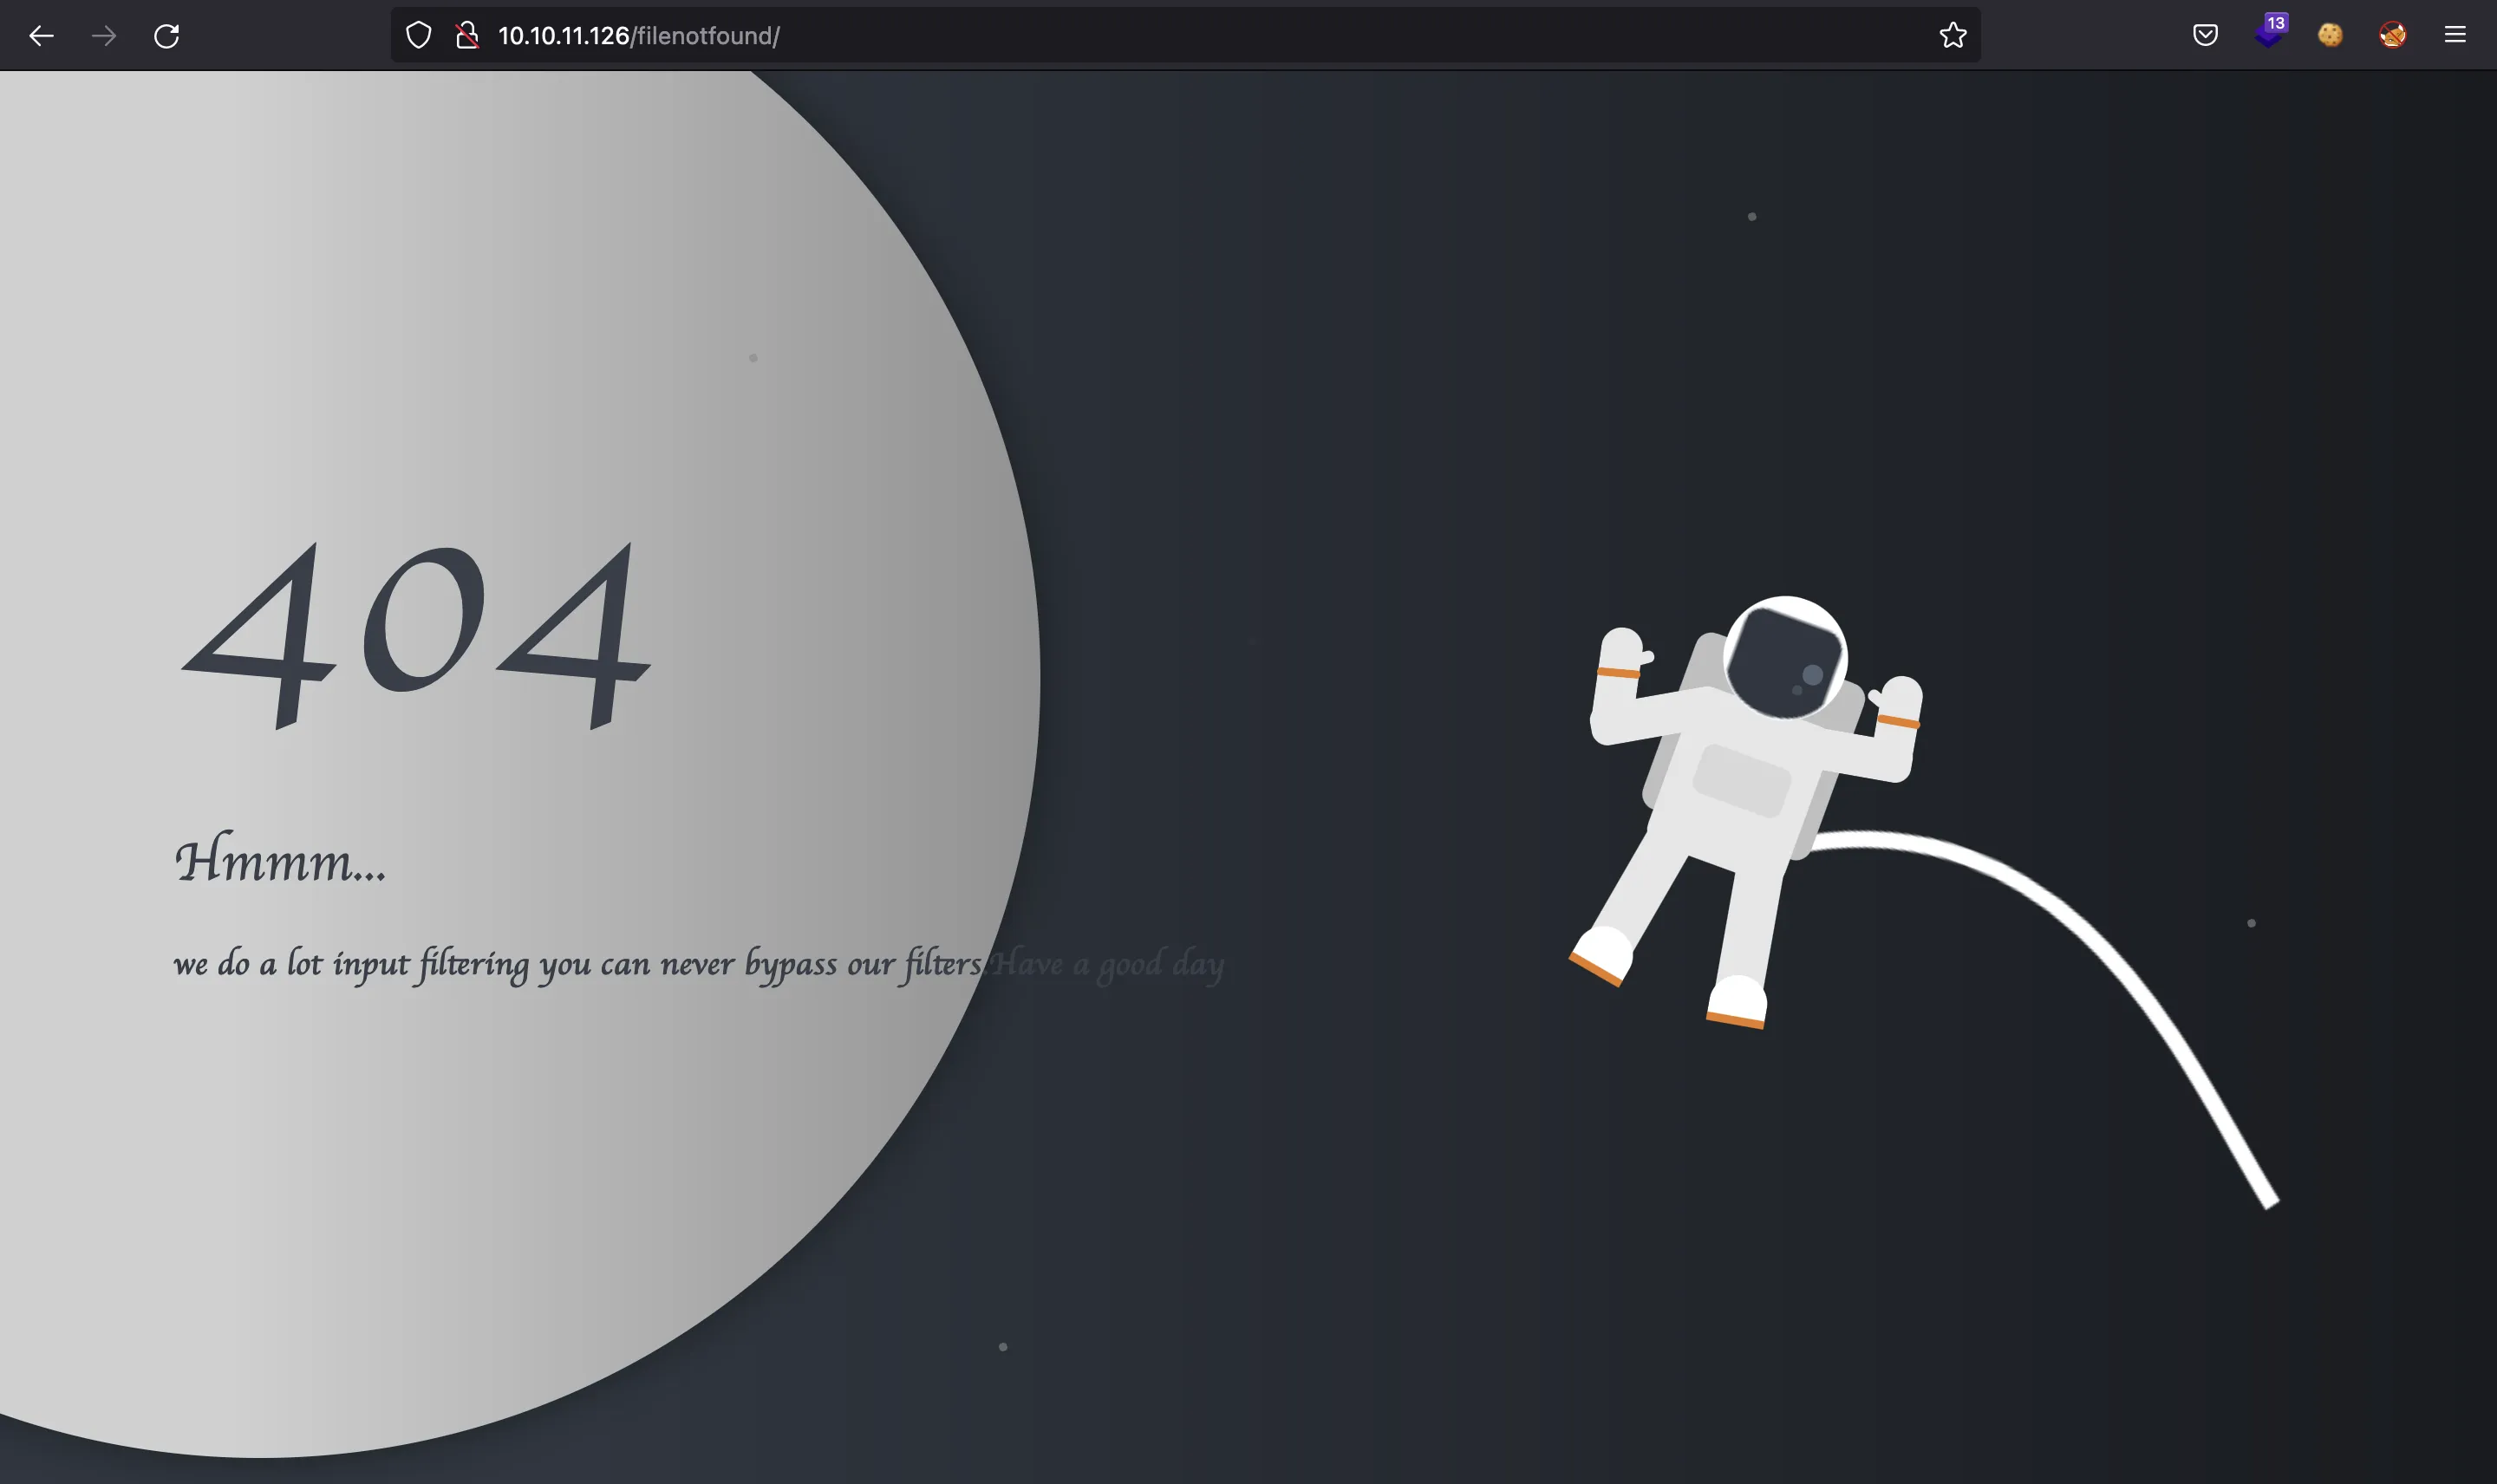 10.10.11.126/filenotfound/
13
404
Hmmm...
we do a lot input filtering you can never bypass our filters.Have a good day